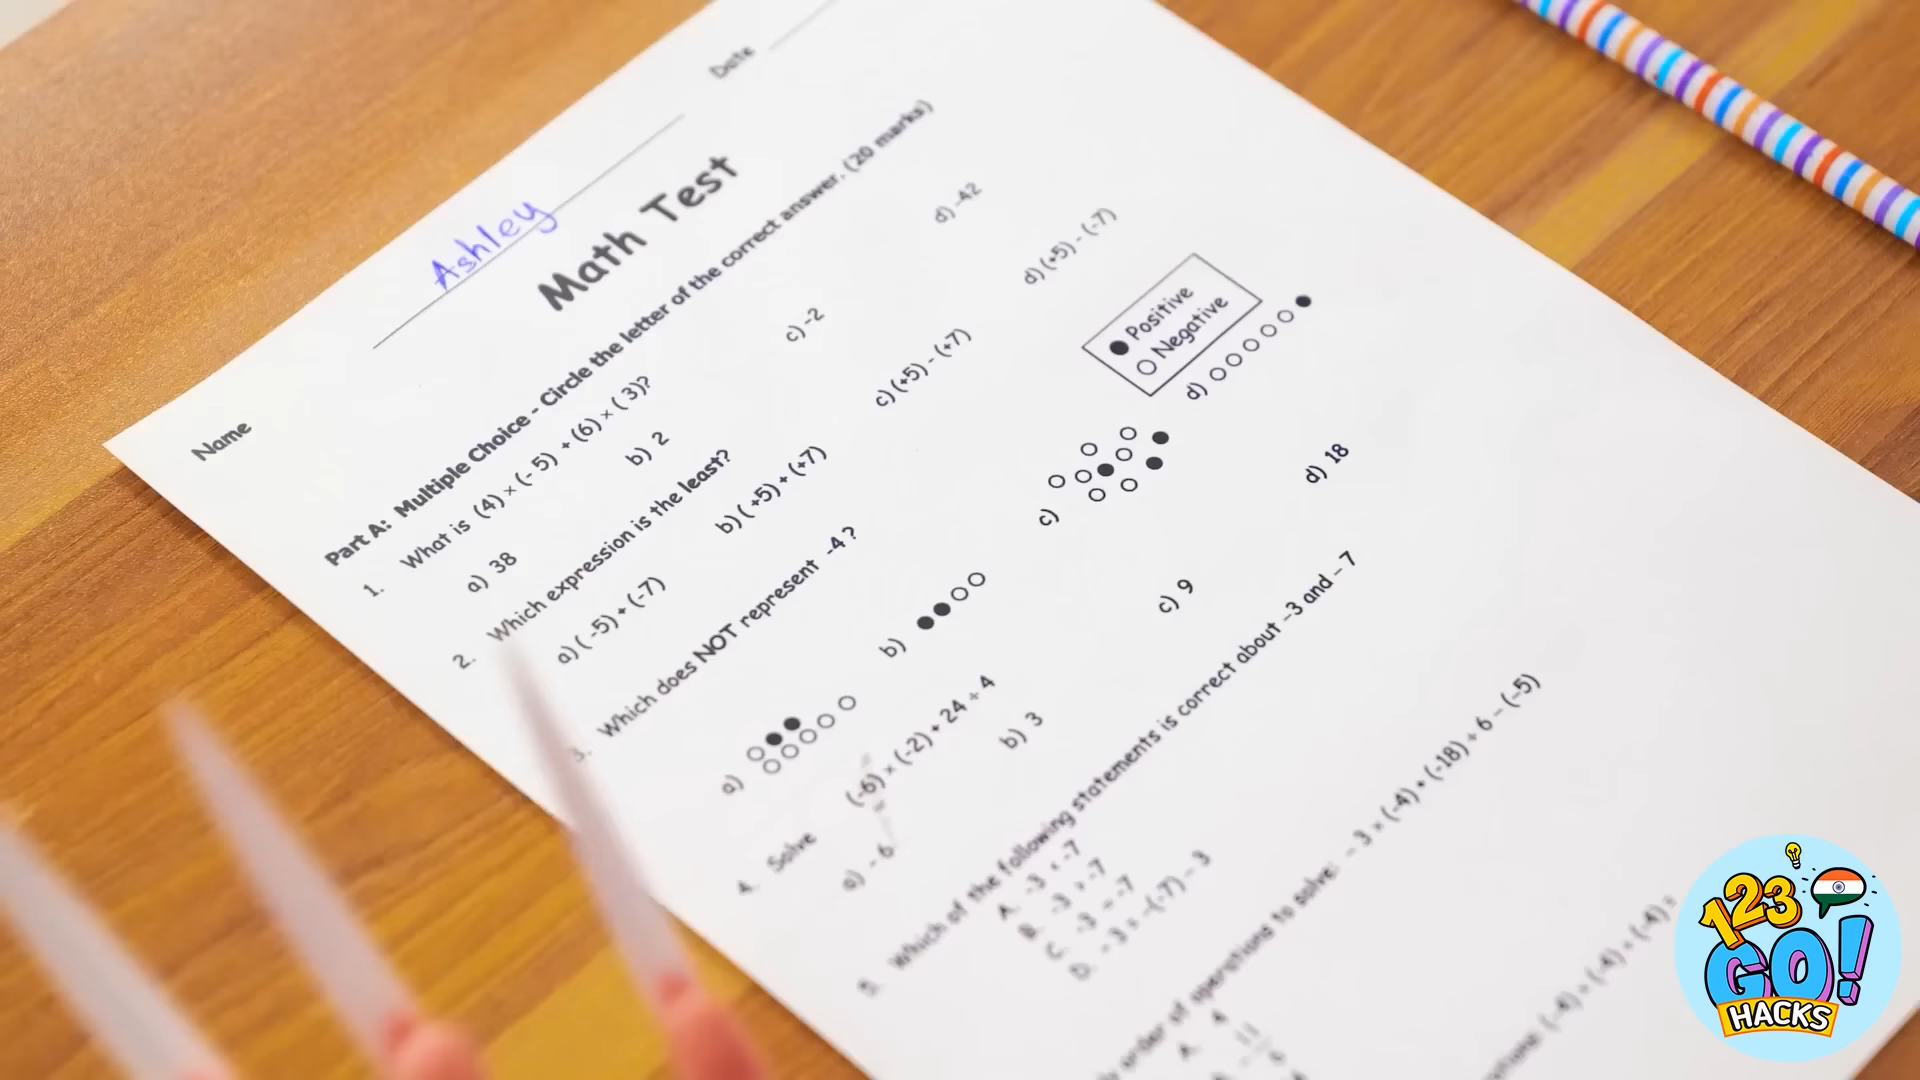 Date
Name Ashley
Math Test
Part A: Multiple Choice - Circle the letter of the correct answer. (20 marks)
1. What is (4) × (- 5) + (6) × ( 3)?
a) 38 b) 2 c) -2 d) -42
2. Which expression is the least?
a) ( -5) + (-7) b) ( +5) + (+7) c) (+5) - (+7) d) (+5) - (-7)
3. Which does NOT represent -4 ?
Positive
Negative
a) b) c) d)
4. Solve (-6) × (-2) + 24 ÷ 4
a) - 6 b) 3 c) 9 d) 18
5. Which of the following statements is correct about -3 and - 7
A. -3 < -7
B. -3 > -7
C. -3 = -7
D. - 3 > -(-7) - 3
order of operations to solve: - 3 × (-4) + (-18) ÷ 6 - (-5)
A. 4
(-4) × (-4) × (-4) =
123
GO!
HACKS